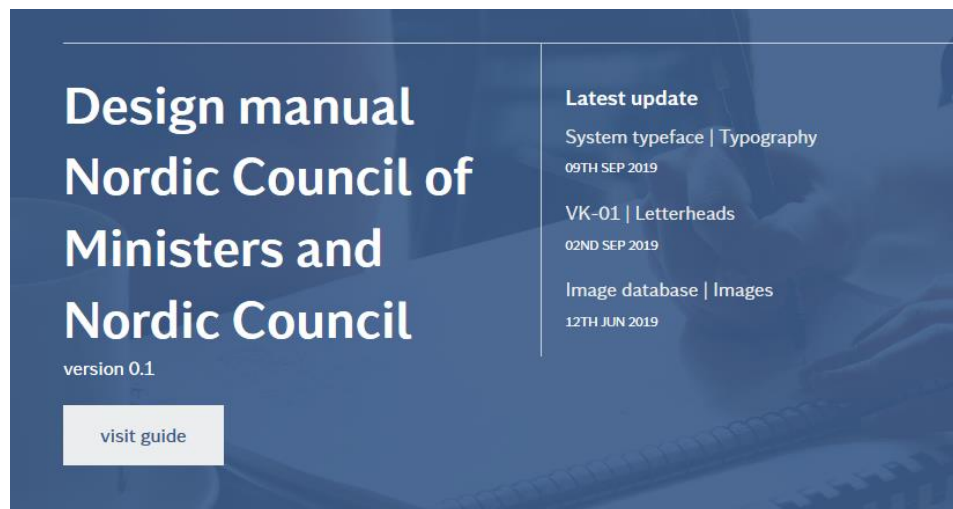 Design manual
Nordic Council of
Ministers and
Nordic Council
version 0.1
visit guide
Latest update
System typeface | Typography
09TH SEP 2019
VK-01 | Letterheads
02ND SEP 2019
Image database | Images
12TH JUN 2019